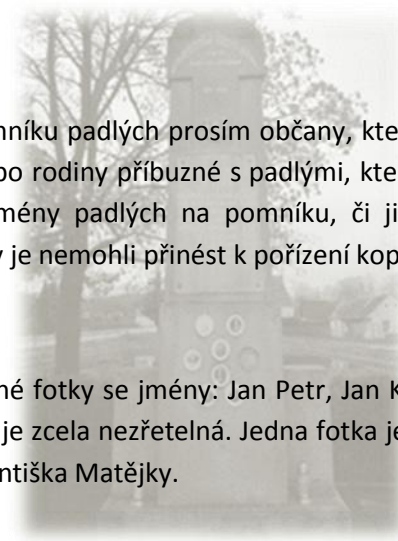 mníku padlých prosím občany, kte
bo rodiny příbuzné s padlými, kte
mény padlých na pomníku, či ji
y je nemohli přinést k pořízení kop
né fotky se jmény: Jan Petr, Jan K
je zcela nezřetelná. Jedna fotka je
ntiška Matějky.